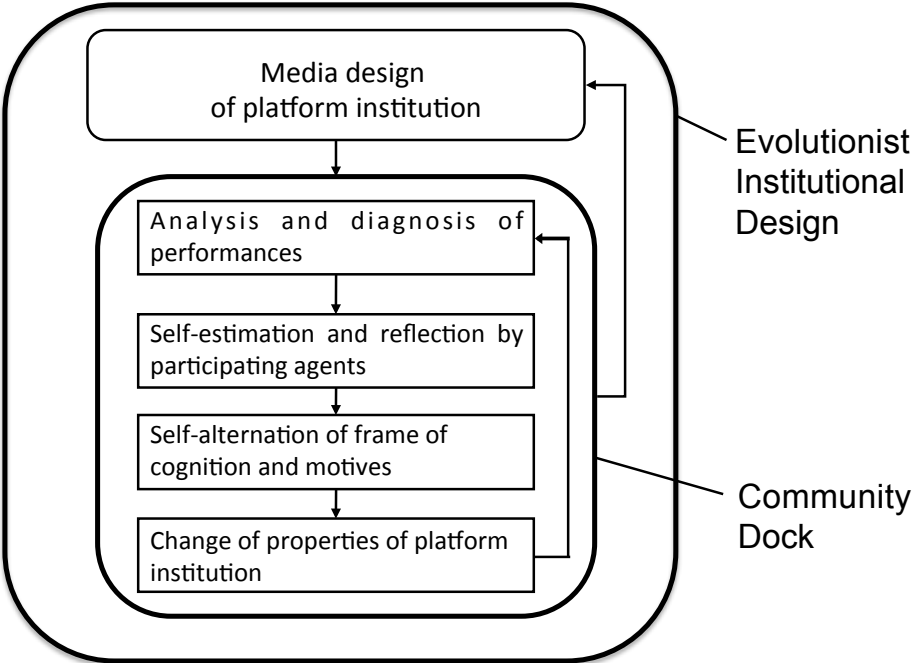 Media design
of platform institution
Analysis and diagnosis of
performances
Self-estimation and reflection by
participating agents
Self-alternation of frame of
cognition and motives
Change of properties of platform
institution
Evolutionist
Institutional
Design
Community
Dock